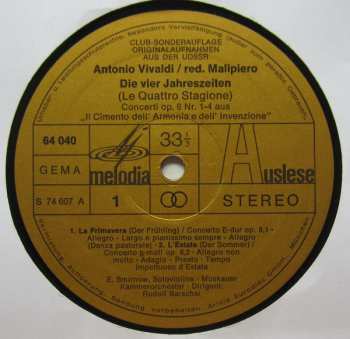 CLUB-SONDERAUFLAGE
ORIGINALAUFNAHMEN
AUS DER UDSSR
Antonio Vivaldi / red. Malipiero
Die vier Jahreszeiten
(Le Quattro Stagione)
Concerti op. 8 Nr. 1-4 aus
„Il Cimento dell' Armonia e dell' Invenzione"
64 040
GEMA
S 74 607 A
melodia
1
33 1/3
Auslese
STEREO
1. La Primavera (Der Frühling) / Concerto E-dur op. 8,1 -
Allegro - Largo e pianissimo sempre - Allegro
(Danza pastorale) · 2. L'Estate (Der Sommer) /
Concerto g-moll op. 8,2 - Allegro non
molto - Adagio - Presto - Tempo
impettuoso d'Estate
E. Smirnow, Solovioline · Moskauer
Kammerorchester · Dirigent:
Rudolf Barschai